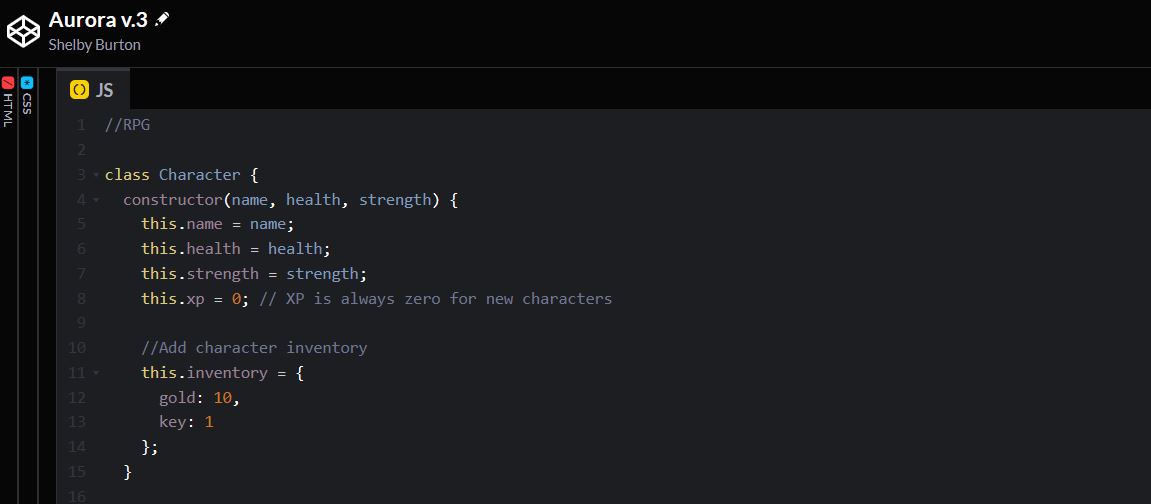 Aurora v.3
Shelby Burton
HTML
CSS
JS
1 //RPG
2
3 class Character {
4 constructor(name, health, strength) {
5 this.name = name;
6 this.health = health;
7 this.strength = strength;
8 this.xp = 0; // XP is always zero for new characters
9
10 //Add character inventory
11 this.inventory = {
12 gold: 10,
13 key: 1
14 };
15 }
16